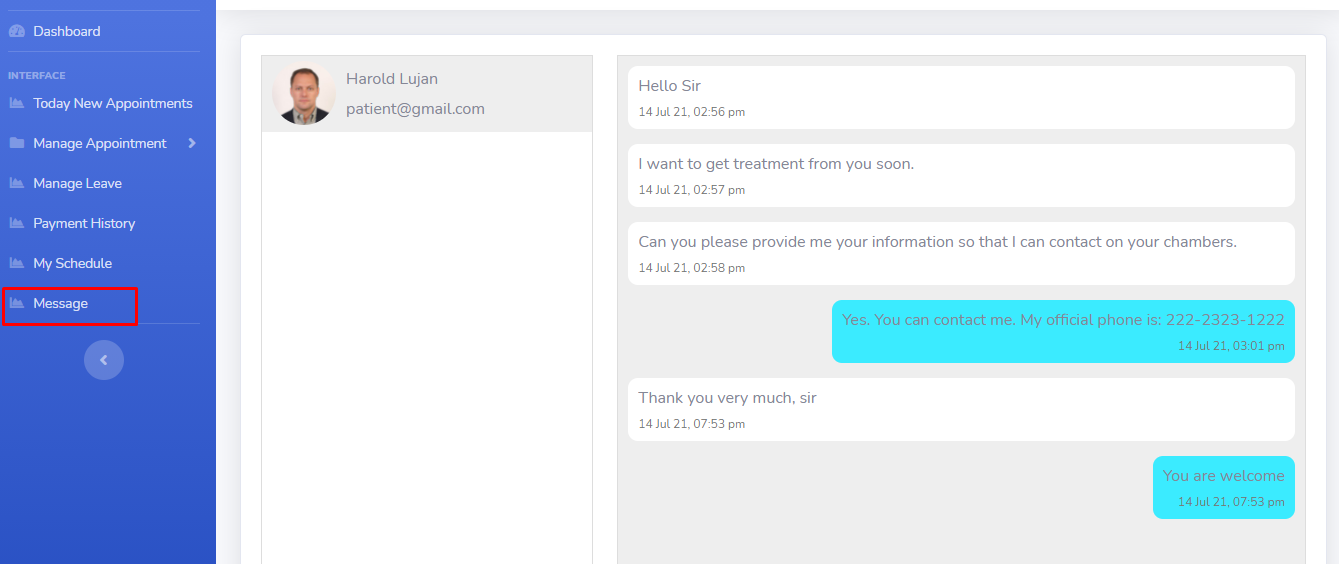 Dashboard
INTERFACE
Today New Appointments
Manage Appointment
Manage Leave
Payment History
My Schedule
Message
Harold Lujan
patient@gmail.com
Hello Sir
14 Jul 21, 02:56 pm
I want to get treatment from you soon.
14 Jul 21, 02:57 pm
Can you please provide me your information so that I can contact on your chambers.
14 Jul 21, 02:58 pm
Yes. You can contact me. My official phone is: 222-2323-1222
14 Jul 21, 03:01 pm
Thank you very much, sir
14 Jul 21, 07:53 pm
You are welcome
14 Jul 21, 07:53 pm